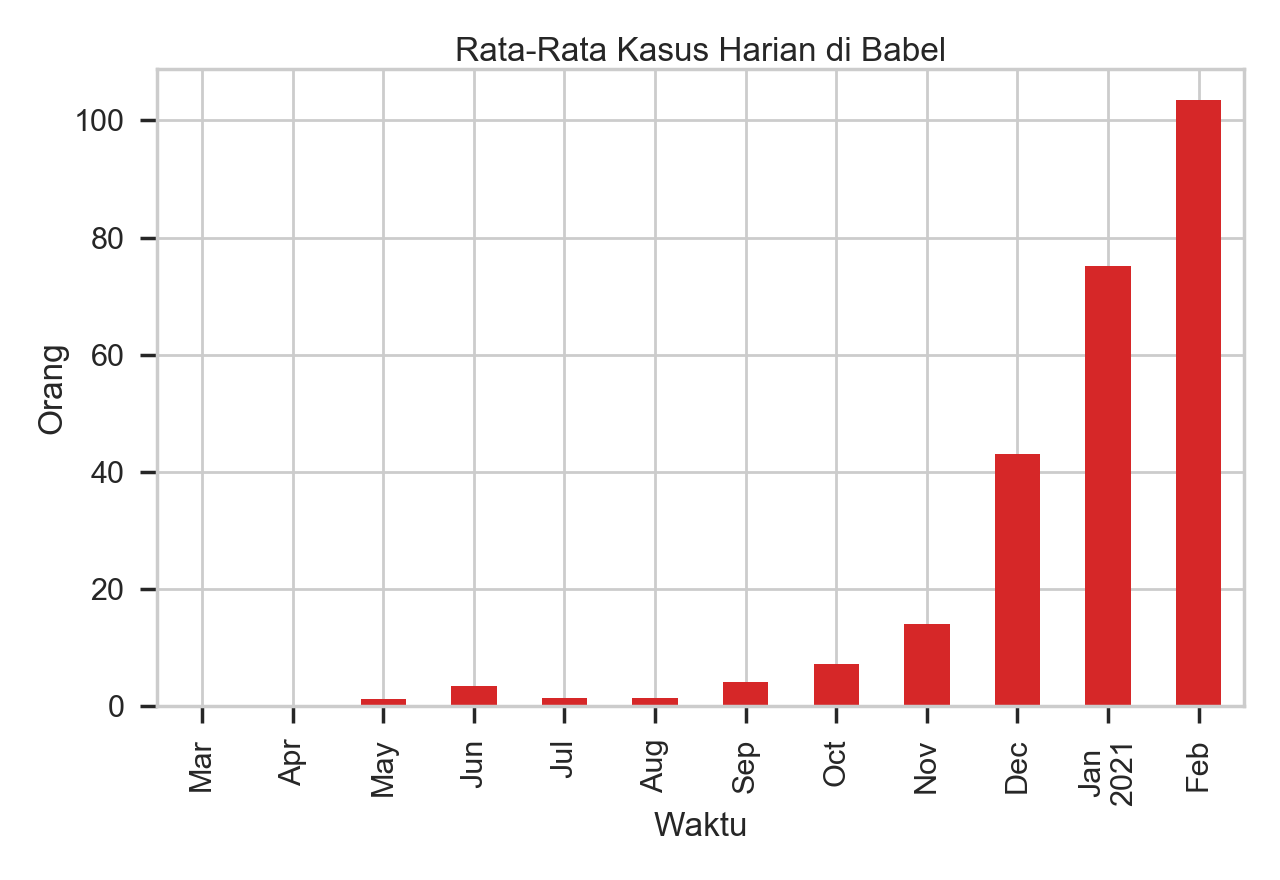 Rata-Rata Kasus Harian di Babel
100
80
60
40
20
0
Orang
Mar
Apr
May
Jun
Jul
Aug
Sep
Oct
Nov
Dec
Jan
2021
Feb
Waktu